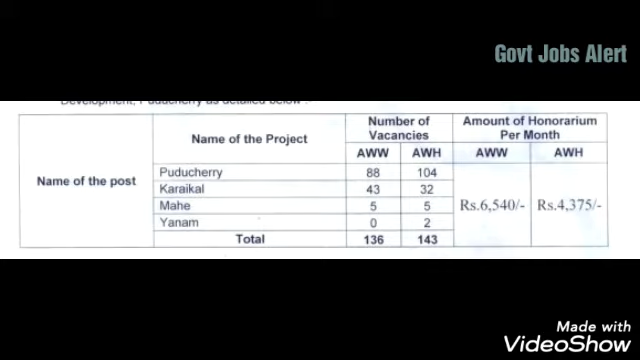 Govt Jobs Alert
Development, Puducherry as detailed below :
Name of the post
Name of the Project
Number of Vacancies
Amount of Honorarium Per Month
AWW AWH AWW AWH
Puducherry 88 104
Karaikal 43 32
Mahe 5 5
Yanam 0 2
Rs.6,540/- Rs.4,375/-
Total 136 143
Made with
VideoShow